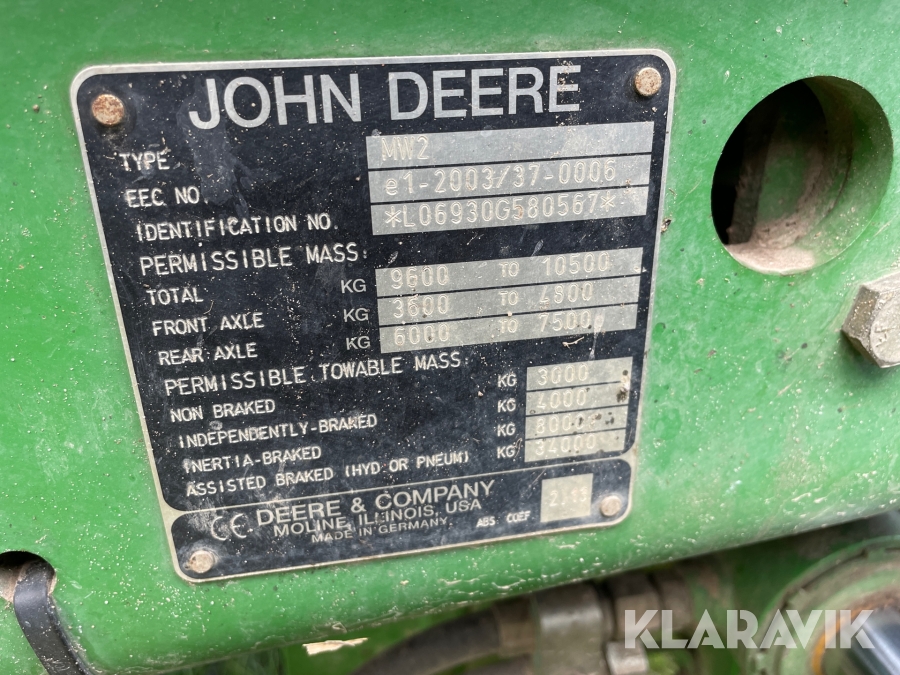 JOHN DEERE
TYPE MW2
EEC NO. e1-2003/37-0006
IDENTIFICATION NO. *L06930G580567*
PERMISSIBLE MASS:
TOTAL KG 9600 TO 10500
FRONT AXLE KG 3600 TO 4800
REAR AXLE KG 6000 TO 7500
PERMISSIBLE TOWABLE MASS:
NON BRAKED KG 3000
INDEPENDENTLY-BRAKED KG 4000
INERTIA-BRAKED KG 8000
ASSISTED BRAKED (HYD OR PNEUM) KG 34000
CE DEERE & COMPANY
MOLINE, ILLINOIS, USA
MADE IN GERMANY
ABS. COEF
KLARAVIK